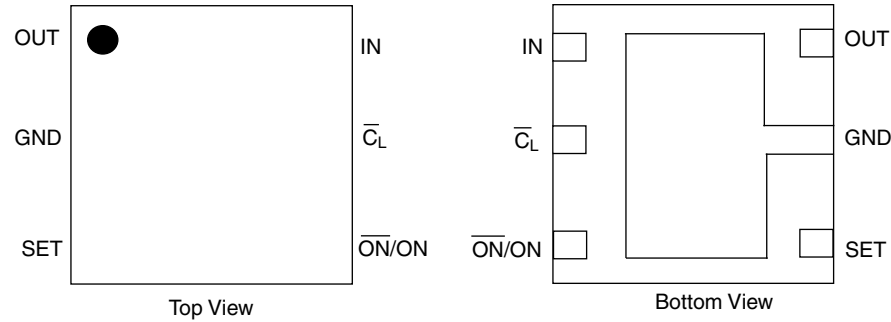 OUT
IN
GND
C̅L
SET
O̅N̅/ON
Top View
IN
OUT
C̅L
GND
O̅N̅/ON
SET
Bottom View